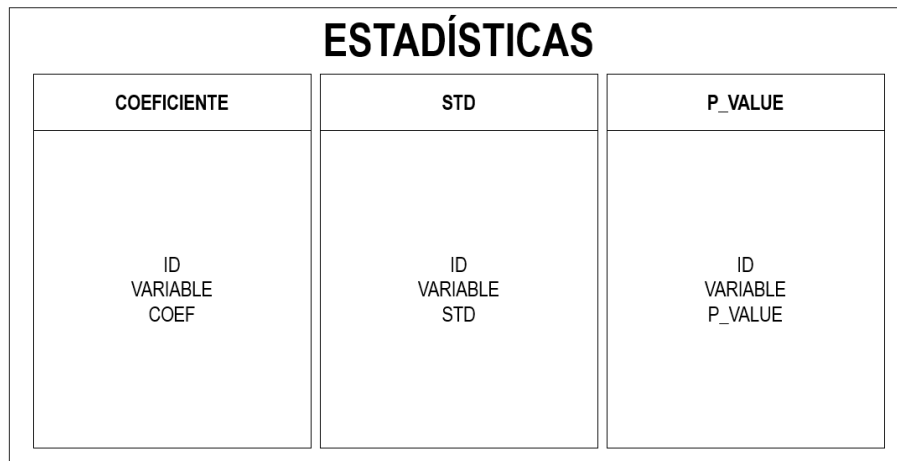 ESTADÍSTICAS
COEFICIENTE
ID
VARIABLE
COEF
STD
ID
VARIABLE
STD
P_VALUE
ID
VARIABLE
P_VALUE